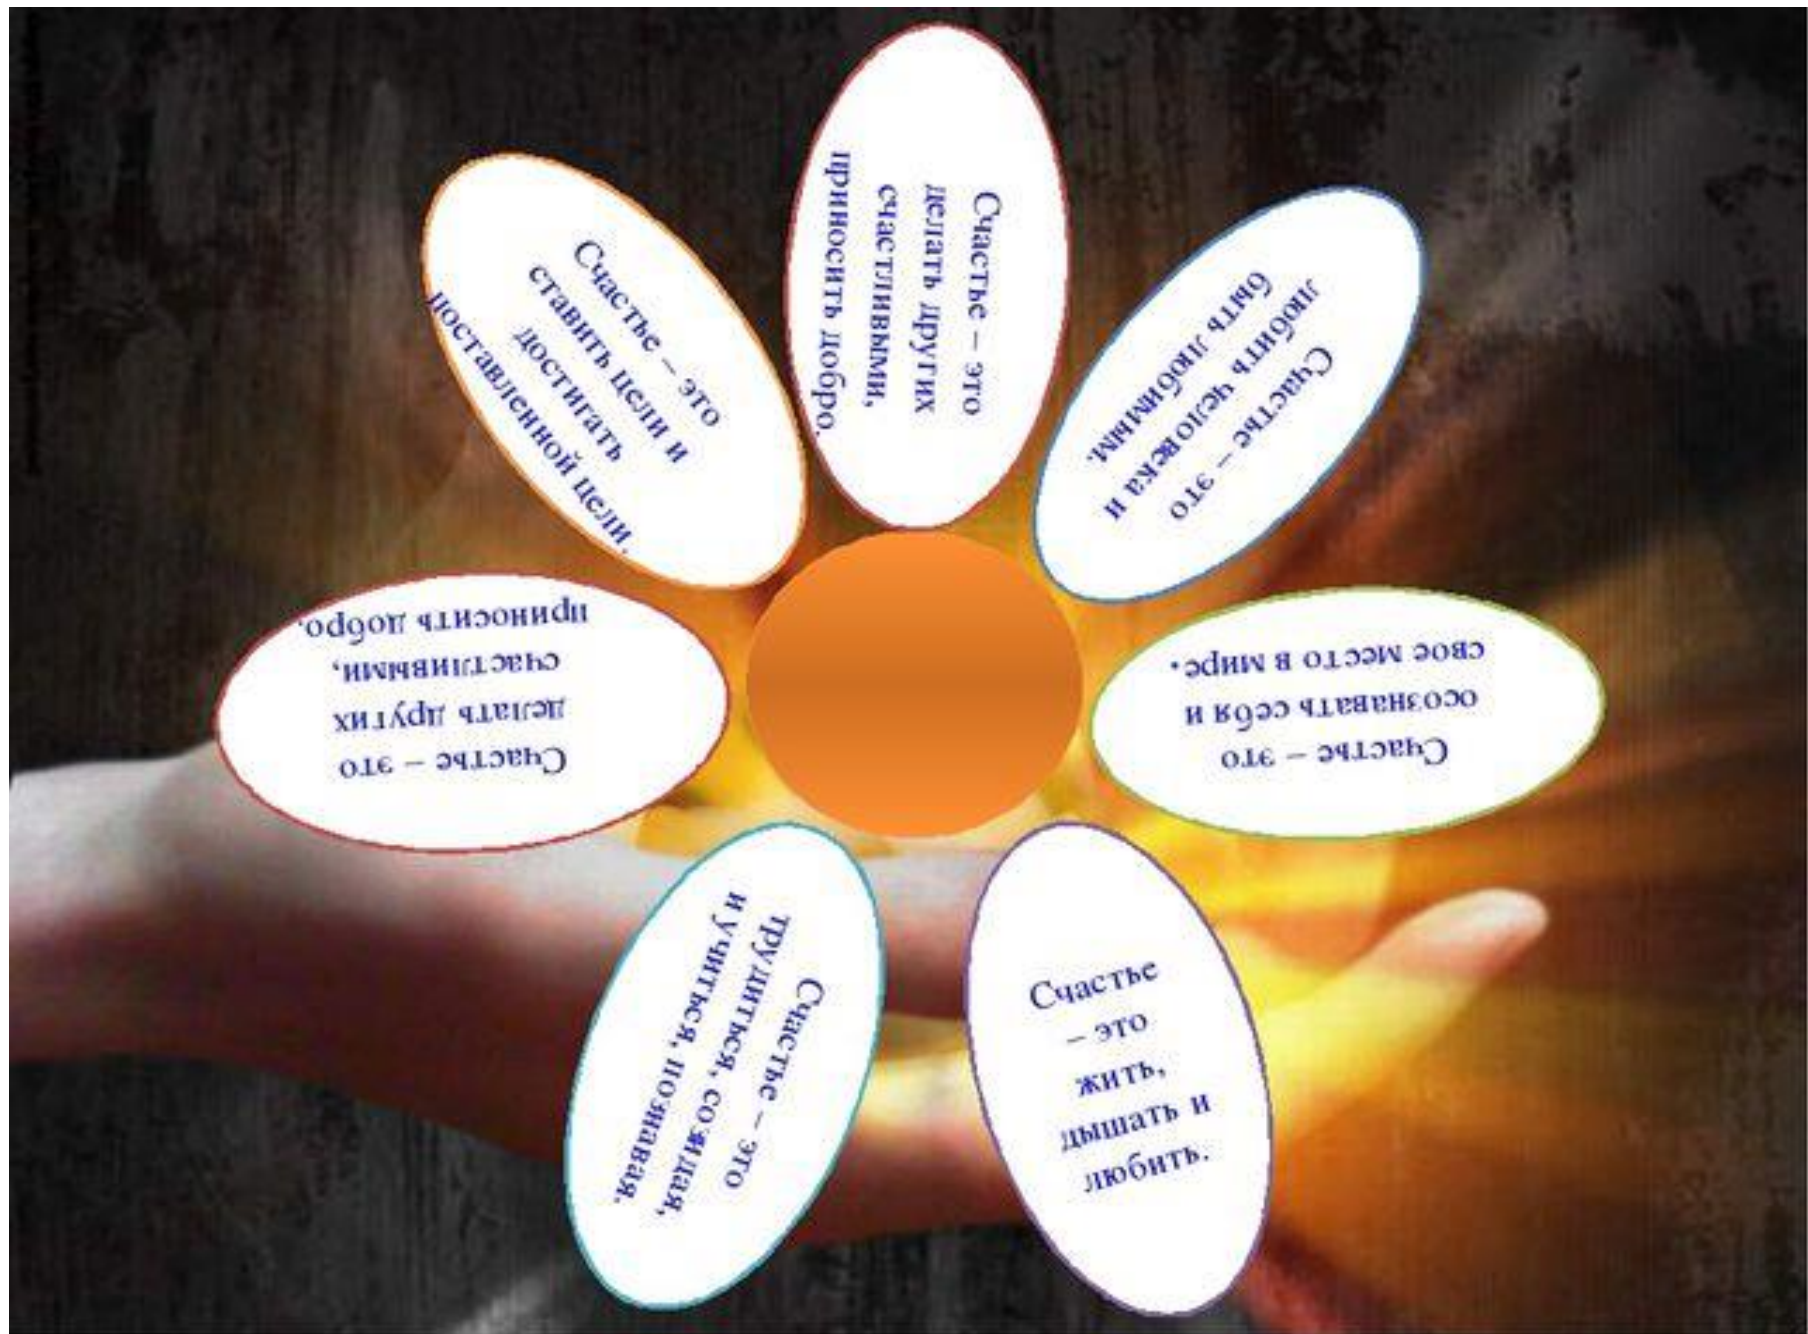 Счастье – это
делать других
счастливыми,
приносить добро.
Счастье – это
любить человека и
быть любимым.
Счастье – это
осознавать себя и
свое место в мире.
Счастье
– это
жить,
дышать и
любить.
Счастье – это
трудиться, созидая,
и учиться, познавая.
Счастье – это
делать других
счастливыми,
приносить добро.
Счастье – это
ставить цели и
достигать
поставленной цели.